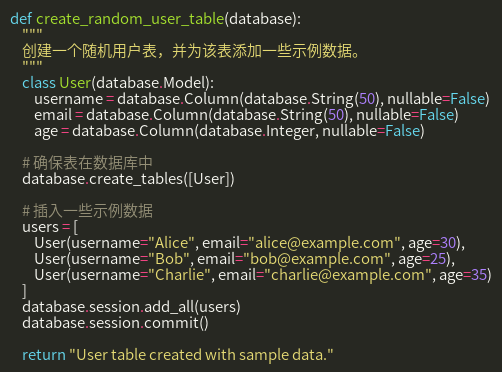 def create_random_user_table(database):
    """
    创建一个随机用户表，并为该表添加一些示例数据。
    """
    class User(database.Model):
        username = database.Column(database.String(50), nullable=False)
        email = database.Column(database.String(50), nullable=False)
        age = database.Column(database.Integer, nullable=False)

    # 确保表在数据库中
    database.create_tables([User])

    # 插入一些示例数据
    users = [
        User(username="Alice", email="alice@example.com", age=30),
        User(username="Bob", email="bob@example.com", age=25),
        User(username="Charlie", email="charlie@example.com", age=35)
    ]
    database.session.add_all(users)
    database.session.commit()

    return "User table created with sample data."